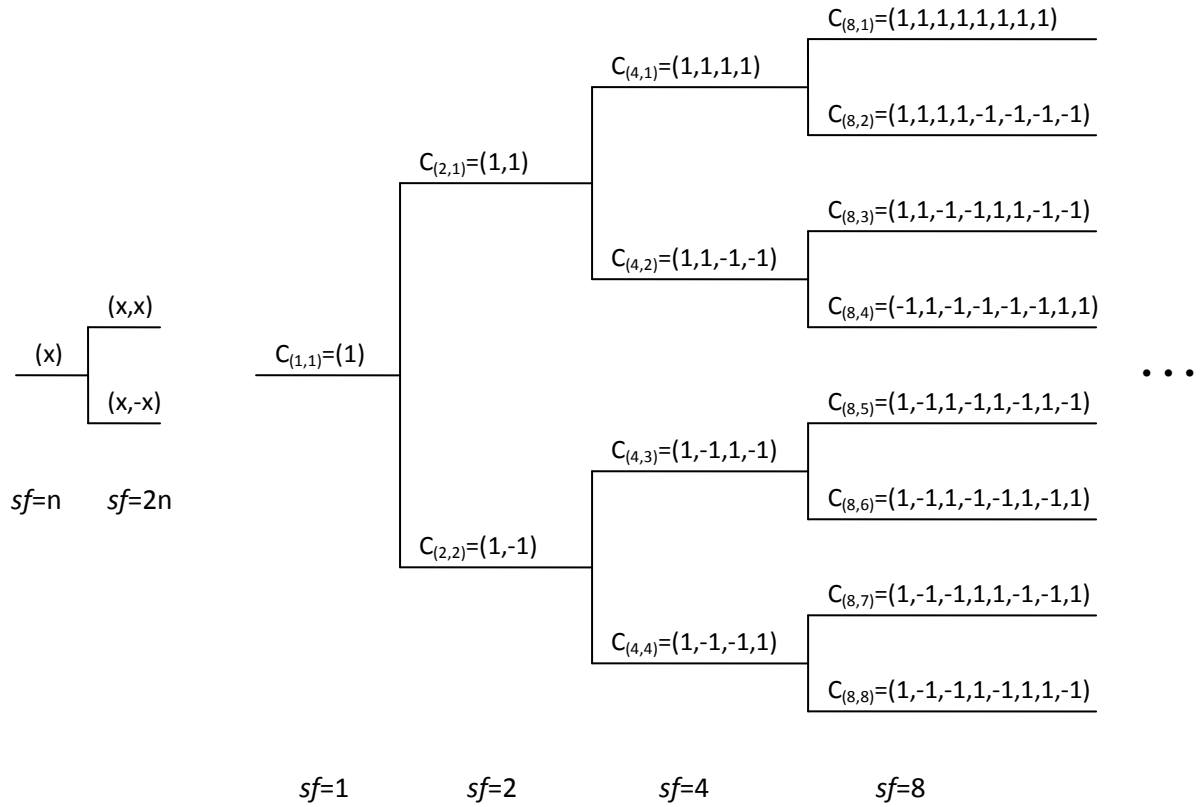 C(8,1)=(1,1,1,1,1,1,1,1)
C(4,1)=(1,1,1,1)
C(8,2)=(1,1,1,1,-1,-1,-1,-1)
C(2,1)=(1,1)
C(8,3)=(1,1,-1,-1,1,1,-1,-1)
C(4,2)=(1,1,-1,-1)
(x,x)
C(8,4)=(-1,1,-1,-1,-1,-1,1,1)
(x)
C(1,1)=(1)
...
(x,-x)
C(8,5)=(1,-1,1,-1,1,-1,1,-1)
C(4,3)=(1,-1,1,-1)
sf=n
sf=2n
C(8,6)=(1,-1,1,-1,-1,1,-1,1)
C(2,2)=(1,-1)
C(8,7)=(1,-1,-1,1,1,-1,-1,1)
C(4,4)=(1,-1,-1,1)
C(8,8)=(1,-1,-1,1,-1,1,1,-1)
sf=1
sf=2
sf=4
sf=8